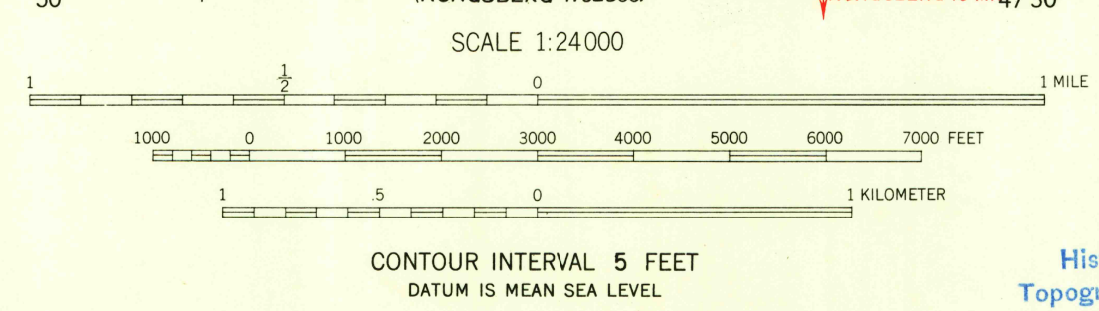 SCALE 1:24000
1 ½ 0 1 MILE
1000 0 1000 2000 3000 4000 5000 6000 7000 FEET
1 .5 0 1 KILOMETER
CONTOUR INTERVAL 5 FEET
DATUM IS MEAN SEA LEVEL
His
Topogr